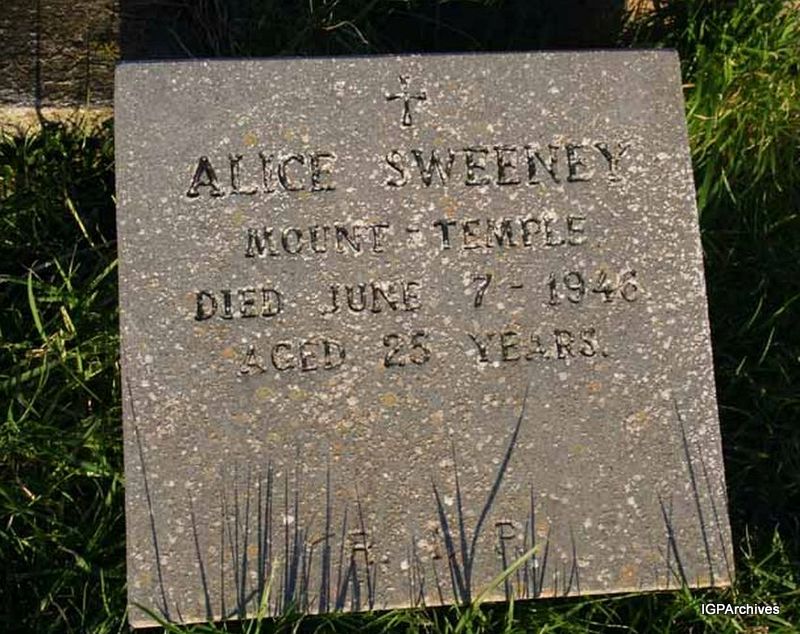 ALICE SWEENEY
MOUNT-TEMPLE
DIED JUNE 7-1946
AGED 25 YEARS.
R. I. P.
IGPArchives